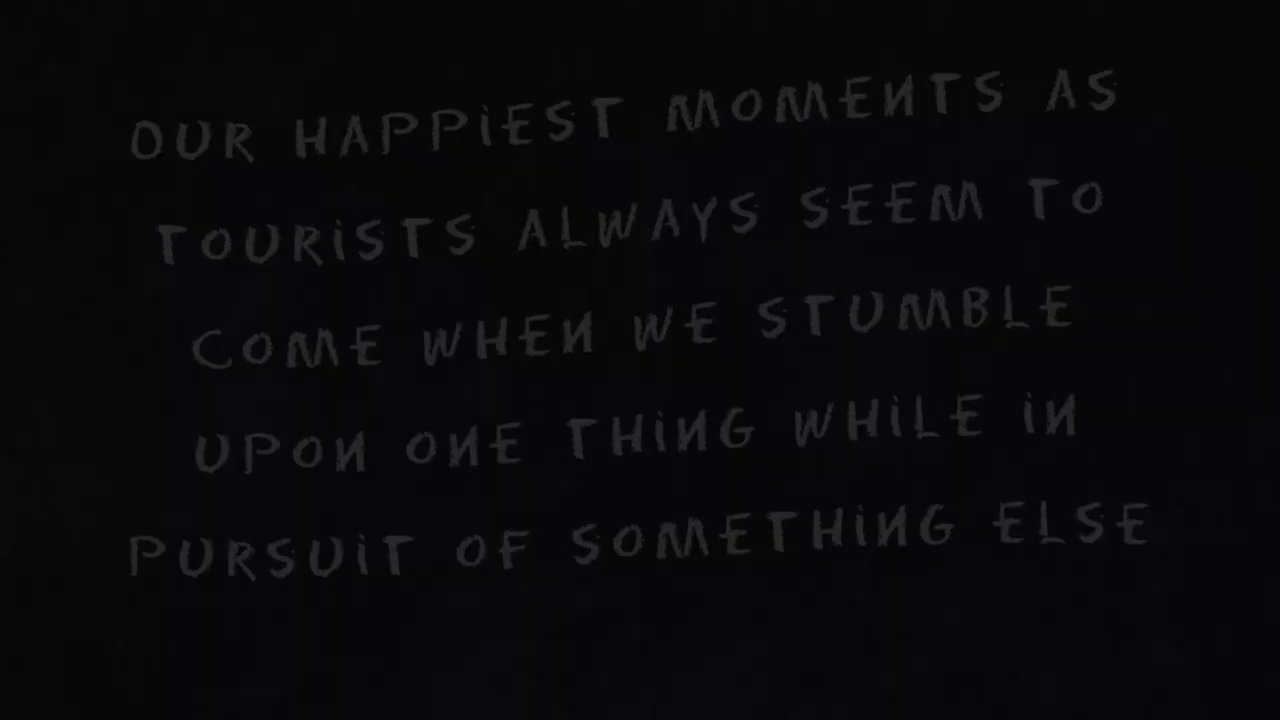 OUR HAPPIEST MOMENTS AS
TOURISTS ALWAYS SEEM TO
COME WHEN WE STUMBLE
UPON ONE THING WHILE IN
PURSUIT OF SOMETHING ELSE